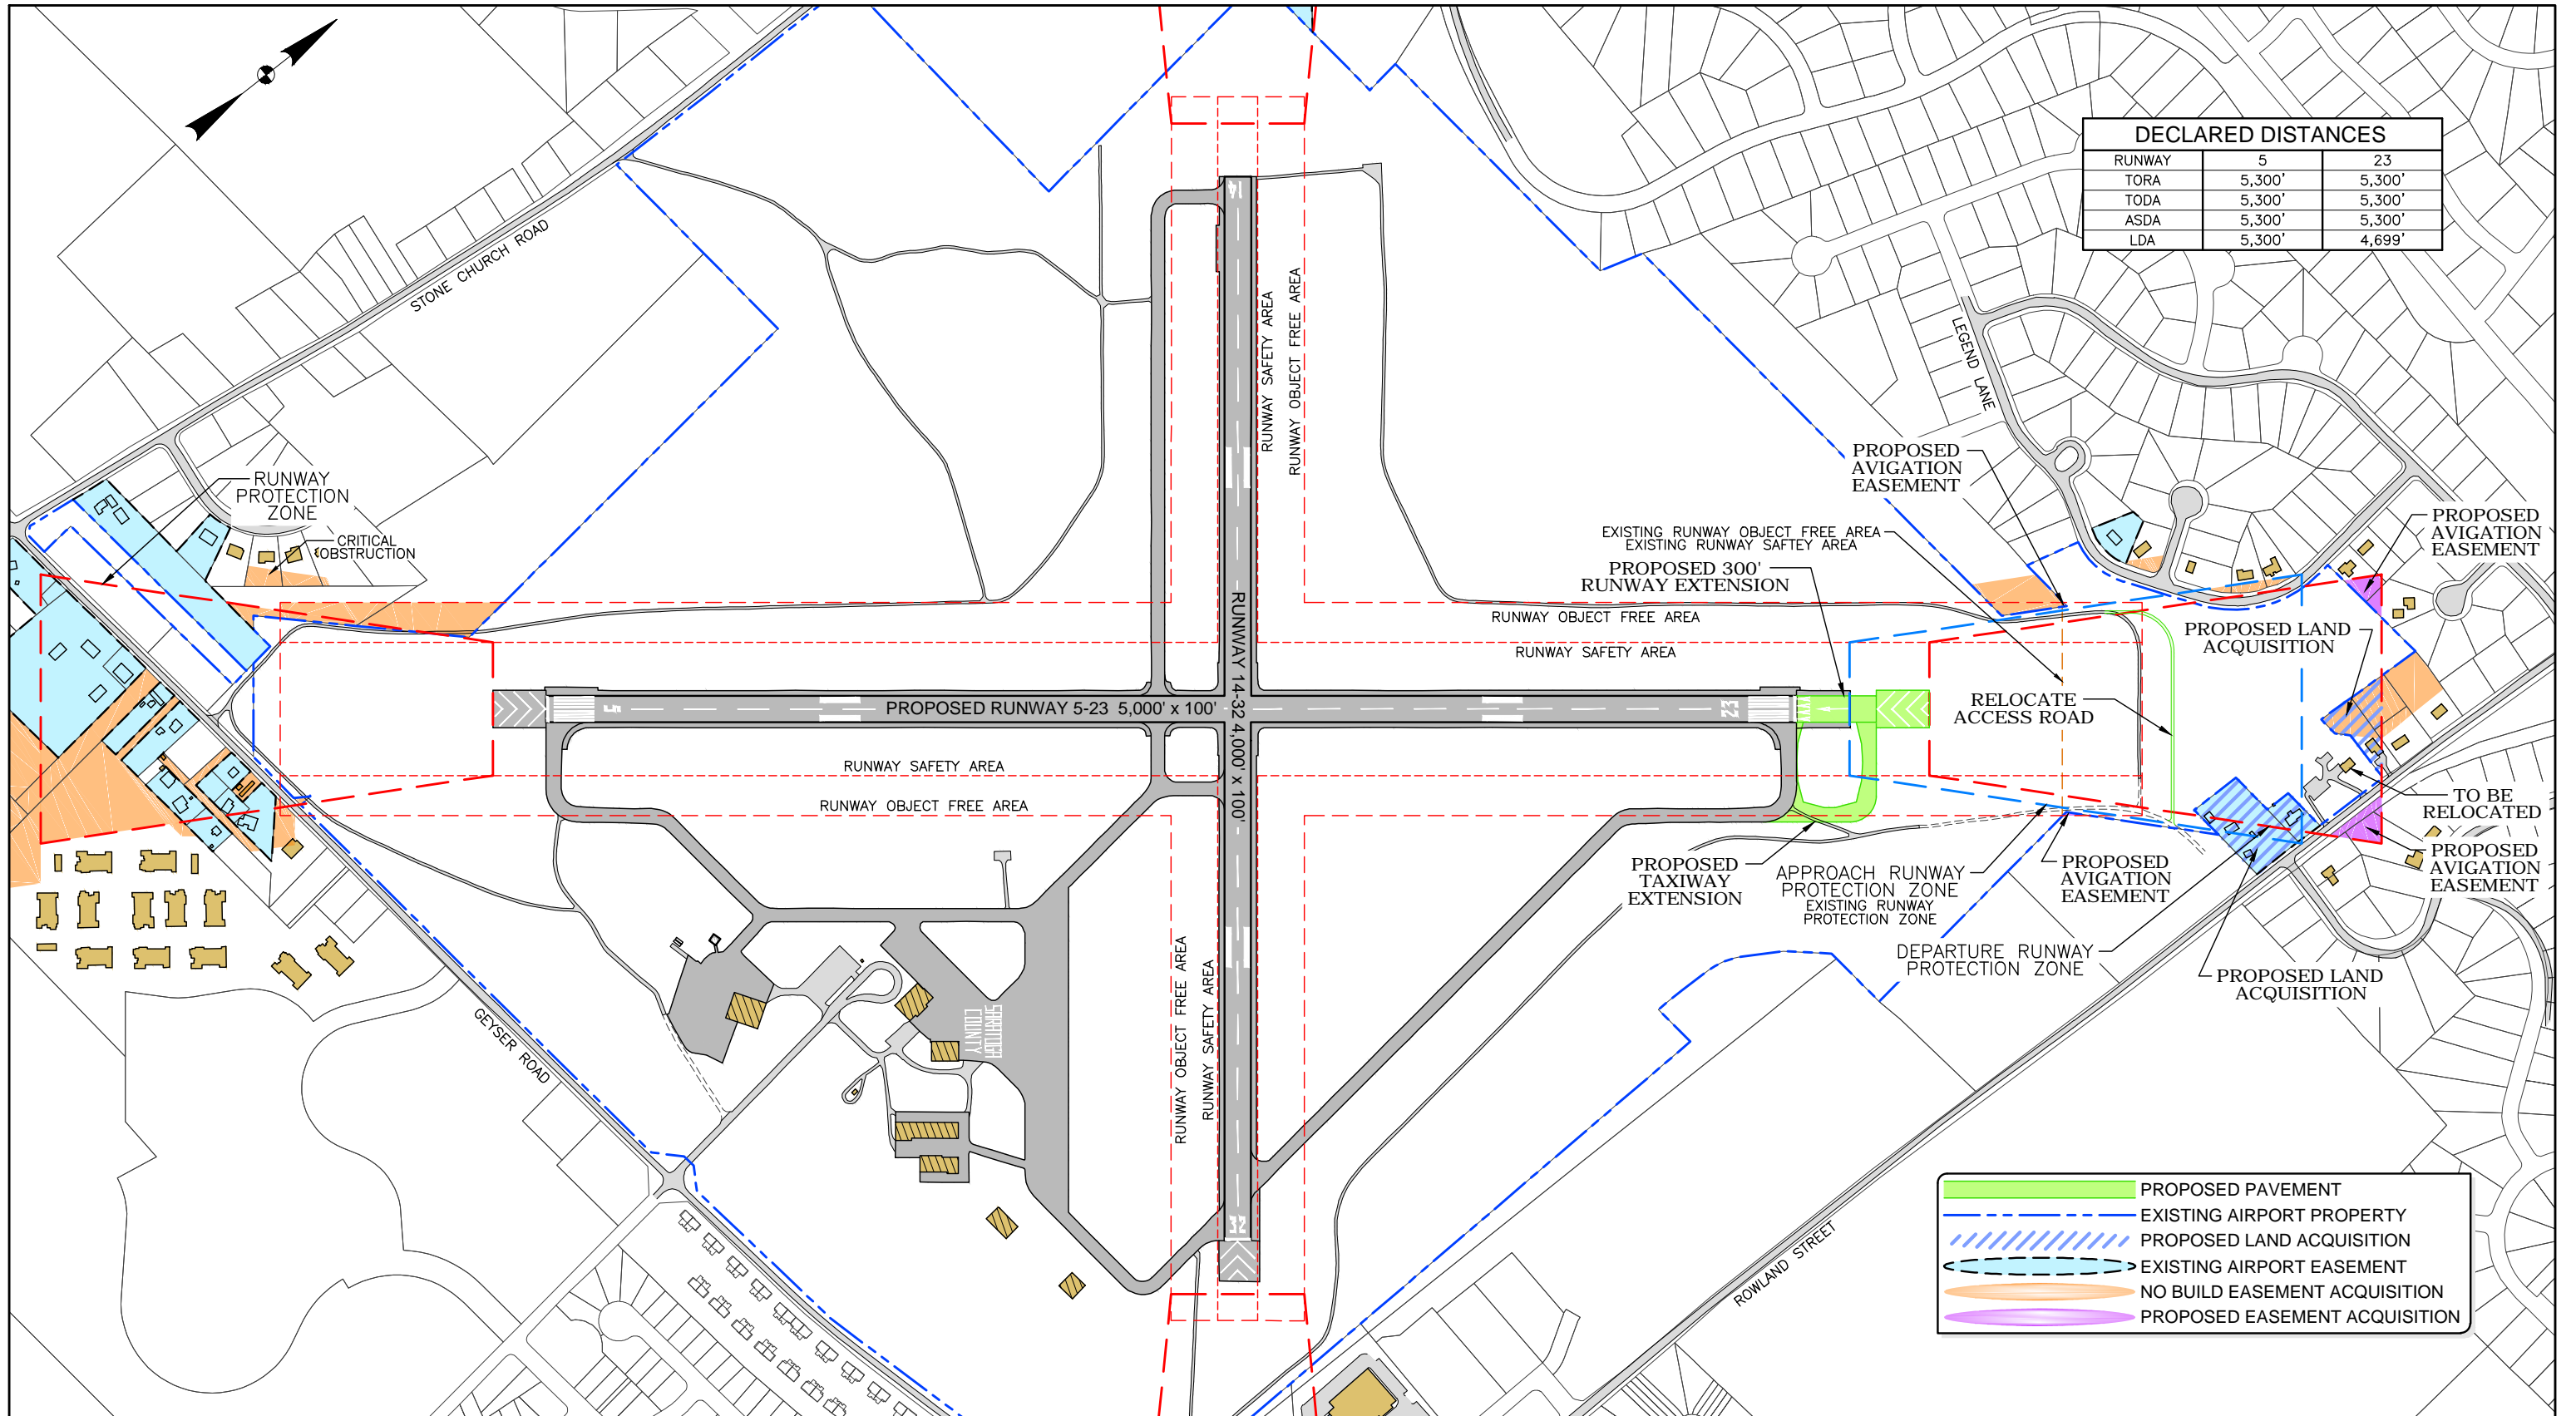 DECLARED DISTANCES
RUNWAY 5 23
TORA 5,300' 5,300'
TODA 5,300' 5,300'
ASDA 5,300' 5,300'
LDA 5,300' 4,699'
STONE CHURCH ROAD
14
RUNWAY SAFETY AREA
RUNWAY OBJECT FREE AREA
LEGEND LANE
RUNWAY
PROTECTION
ZONE
CRITICAL
OBSTRUCTION
PROPOSED
AVIGATION
EASEMENT
EXISTING RUNWAY OBJECT FREE AREA
EXISTING RUNWAY SAFTEY AREA
PROPOSED 300'
RUNWAY EXTENSION
PROPOSED
AVIGATION
EASEMENT
RUNWAY OBJECT FREE AREA
RUNWAY SAFETY AREA
PROPOSED LAND
ACQUISITION
5
PROPOSED RUNWAY 5-23 5,000' x 100'
RUNWAY 14-32 4,000' x 100'
23
RELOCATE
ACCESS ROAD
RUNWAY SAFETY AREA
RUNWAY OBJECT FREE AREA
TO BE
RELOCATED
PROPOSED
TAXIWAY
EXTENSION
APPROACH RUNWAY
PROTECTION ZONE
EXISTING RUNWAY
PROTECTION ZONE
PROPOSED
AVIGATION
EASEMENT
PROPOSED
AVIGATION
EASEMENT
DEPARTURE RUNWAY
PROTECTION ZONE
PROPOSED LAND
ACQUISITION
GEYSER ROAD
SARATOGA
COUNTY
RUNWAY OBJECT FREE AREA
RUNWAY SAFETY AREA
32
ROWLAND STREET
PROPOSED PAVEMENT
EXISTING AIRPORT PROPERTY
PROPOSED LAND ACQUISITION
EXISTING AIRPORT EASEMENT
NO BUILD EASEMENT ACQUISITION
PROPOSED EASEMENT ACQUISITION